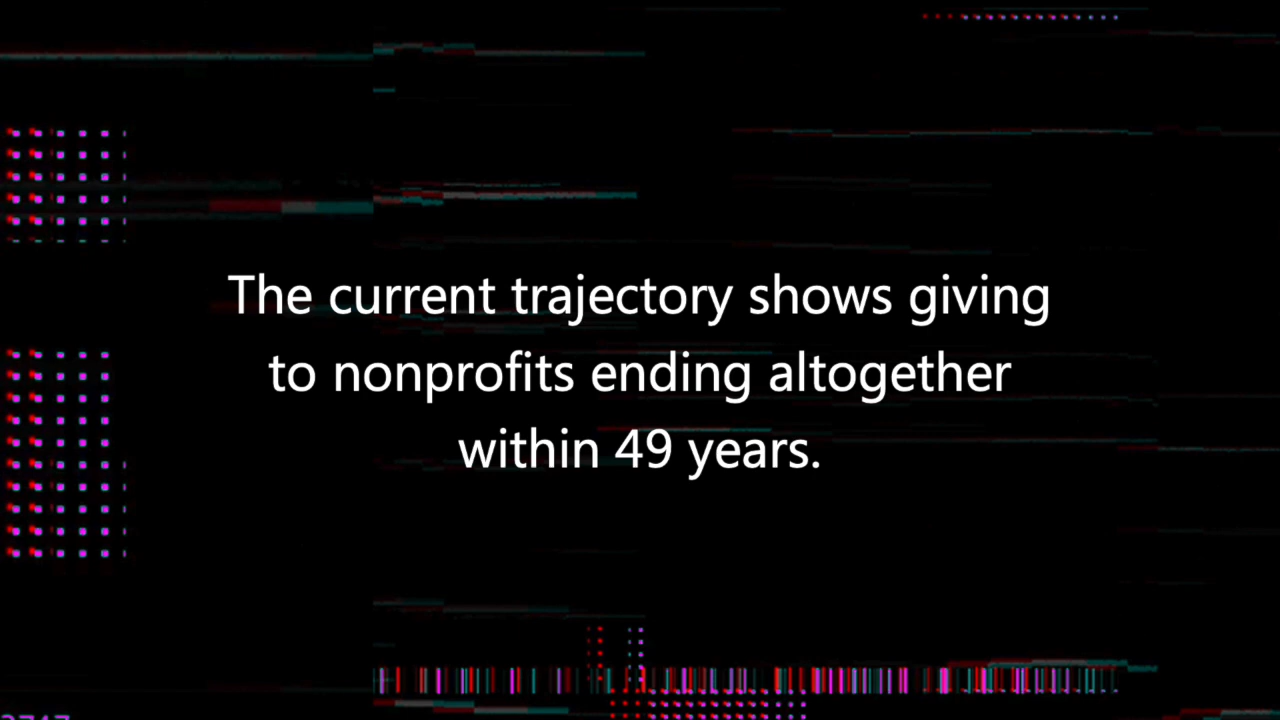 The current trajectory shows giving
to nonprofits ending altogether
within 49 years.